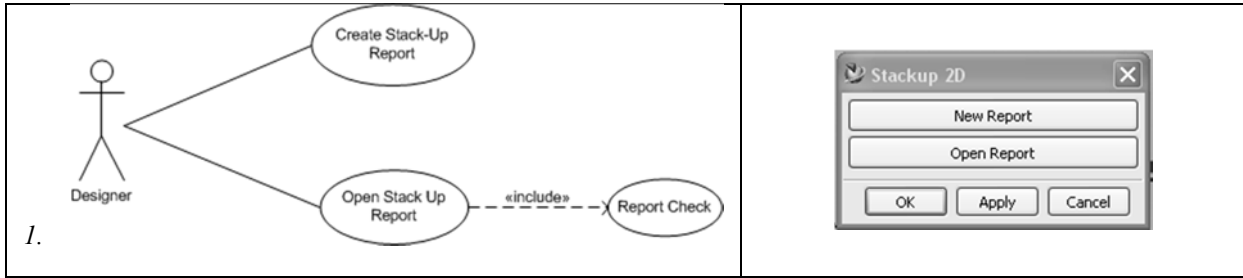 Create Stack-Up
Report
Designer
Open Stack Up
Report
«include»
Report Check
1.
Stackup 2D
New Report
Open Report
OK
Apply
Cancel